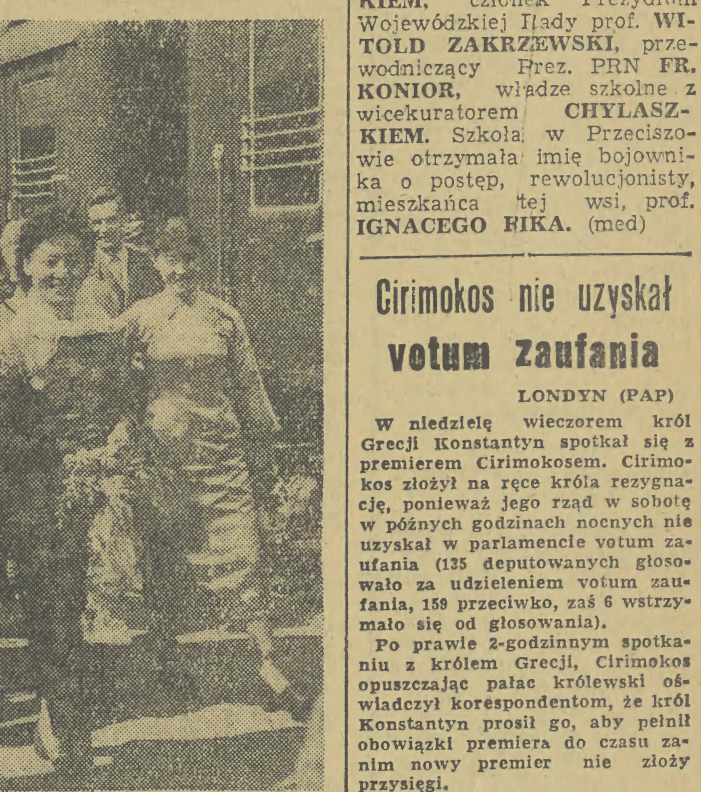 KIEM, członek Prezydium
Wojewódzkiej Rady prof. WI-
TOLD ZAKRZEWSKI, prze-
wodniczący Prez. PRN FR.
KONIOR, władze szkolne z
wicekuratorem CHYLASZ-
KIEM. Szkoła w Przeciszo-
wie otrzymała imię bojowni-
ka o postęp, rewolucjonisty,
mieszkańca tej wsi, prof.
IGNACEGO FIKA. (med)
Cirimokos nie uzyskał
votum zaufania
LONDYN (PAP)
W niedzielę wieczorem król
Grecji Konstantyn spotkał się z
premierem Cirimokosem. Cirimo-
kos złożył na ręce króla rezygna-
cję, ponieważ jego rząd w sobotę
w późnych godzinach nocnych nie
uzyskał w parlamencie votum za-
ufania (135 deputowanych głoso-
wało za udzieleniem votum zau-
fania, 159 przeciwko, zaś 6 wstrzy-
mało się od głosowania).
Po prawie 2-godzinnym spotka-
niu z królem Grecji, Cirimokos
opuszczając pałac królewski oś-
wiadczył korespondentom, że król
Konstantyn prosił go, aby pełnił
obowiązki premiera do czasu za-
nim nowy premier nie złoży
przysięgi.